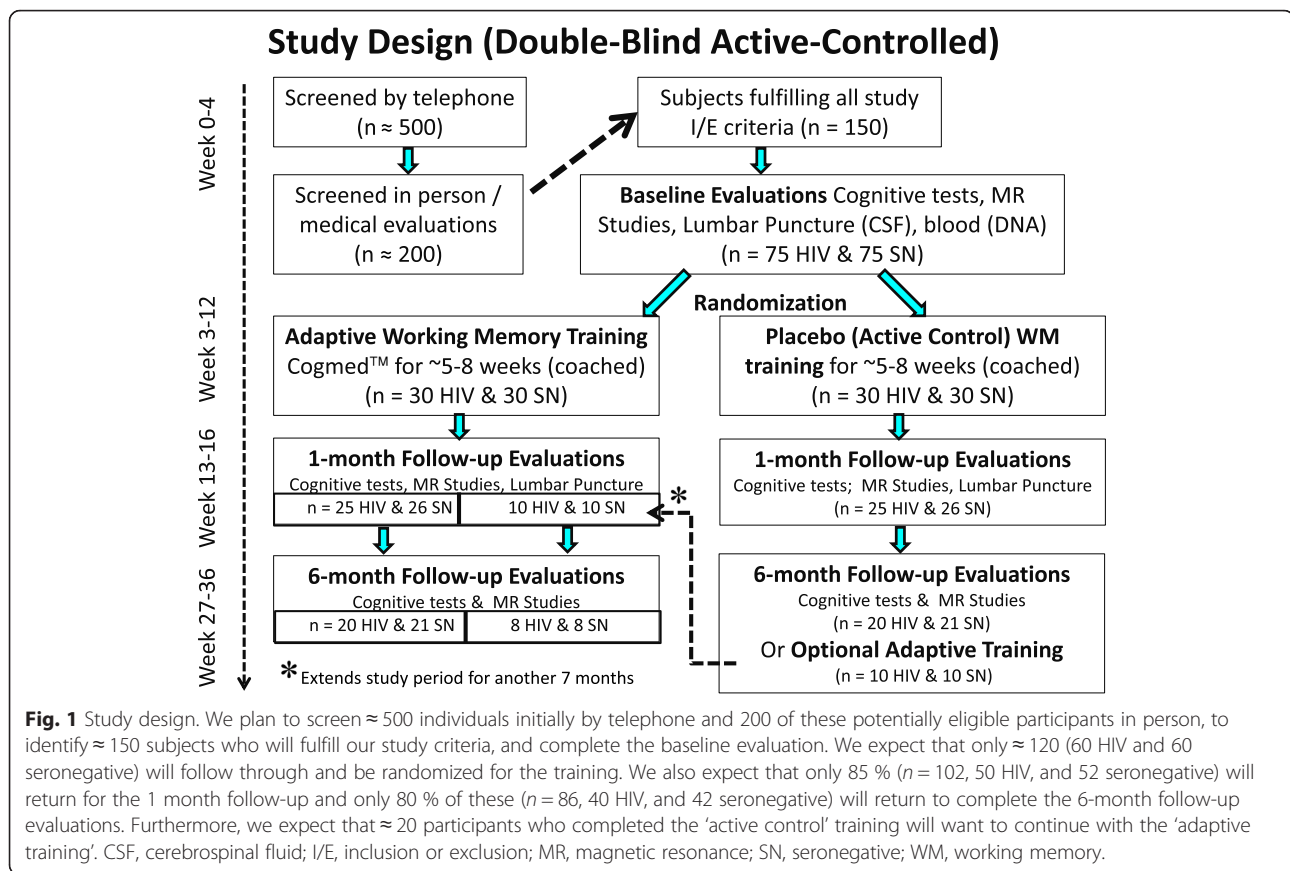 Study Design (Double-Blind Active-Controlled)
Week 0-4
Screened by telephone
(n ≈ 500)
Subjects fulfilling all study
I/E criteria (n = 150)
Screened in person /
medical evaluations
(n ≈ 200)
Baseline Evaluations Cognitive tests, MR
Studies, Lumbar Puncture (CSF), blood (DNA)
(n = 75 HIV & 75 SN)
Randomization
Week 3-12
Adaptive Working Memory Training
Cogmed™ for ~5-8 weeks (coached)
(n = 30 HIV & 30 SN)
Placebo (Active Control) WM
training for ~5-8 weeks (coached)
(n = 30 HIV & 30 SN)
Week 13-16
1-month Follow-up Evaluations
Cognitive tests, MR Studies, Lumbar Puncture
n = 25 HIV & 26 SN
10 HIV & 10 SN
*
1-month Follow-up Evaluations
Cognitive tests; MR Studies, Lumbar Puncture
(n = 25 HIV & 26 SN)
Week 27-36
6-month Follow-up Evaluations
Cognitive tests & MR Studies
n = 20 HIV & 21 SN
8 HIV & 8 SN
6-month Follow-up Evaluations
Cognitive tests & MR Studies
(n = 20 HIV & 21 SN)
Or Optional Adaptive Training
(n = 10 HIV & 10 SN)
* Extends study period for another 7 months
Fig. 1 Study design. We plan to screen ≈ 500 individuals initially by telephone and 200 of these potentially eligible participants in person, to
identify ≈ 150 subjects who will fulfill our study criteria, and complete the baseline evaluation. We expect that only ≈ 120 (60 HIV and 60
seronegative) will follow through and be randomized for the training. We also expect that only 85 % (n = 102, 50 HIV, and 52 seronegative) will
return for the 1 month follow-up and only 80 % of these (n = 86, 40 HIV, and 42 seronegative) will return to complete the 6-month follow-up
evaluations. Furthermore, we expect that ≈ 20 participants who completed the ‘active control’ training will want to continue with the ‘adaptive
training’. CSF, cerebrospinal fluid; I/E, inclusion or exclusion; MR, magnetic resonance; SN, seronegative; WM, working memory.